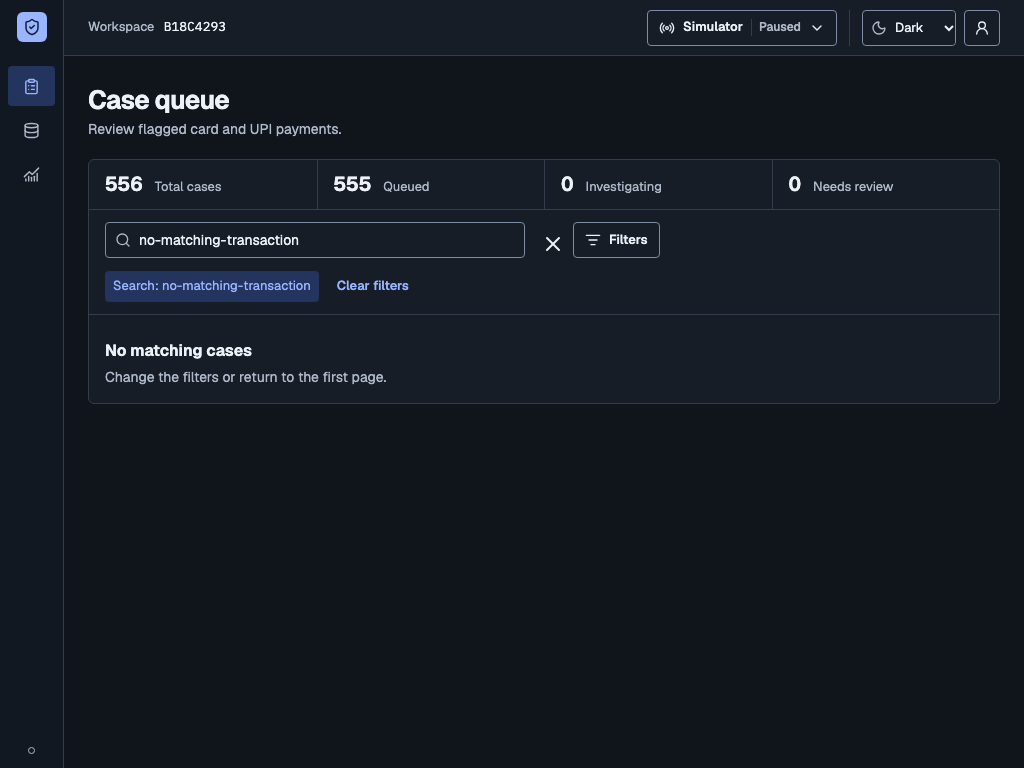 Workspace B18C4293
Simulator Paused
Dark
Case queue
Review flagged card and UPI payments.
556 Total cases
555 Queued
0 Investigating
0 Needs review
no-matching-transaction
Filters
Search: no-matching-transaction
Clear filters
No matching cases
Change the filters or return to the first page.